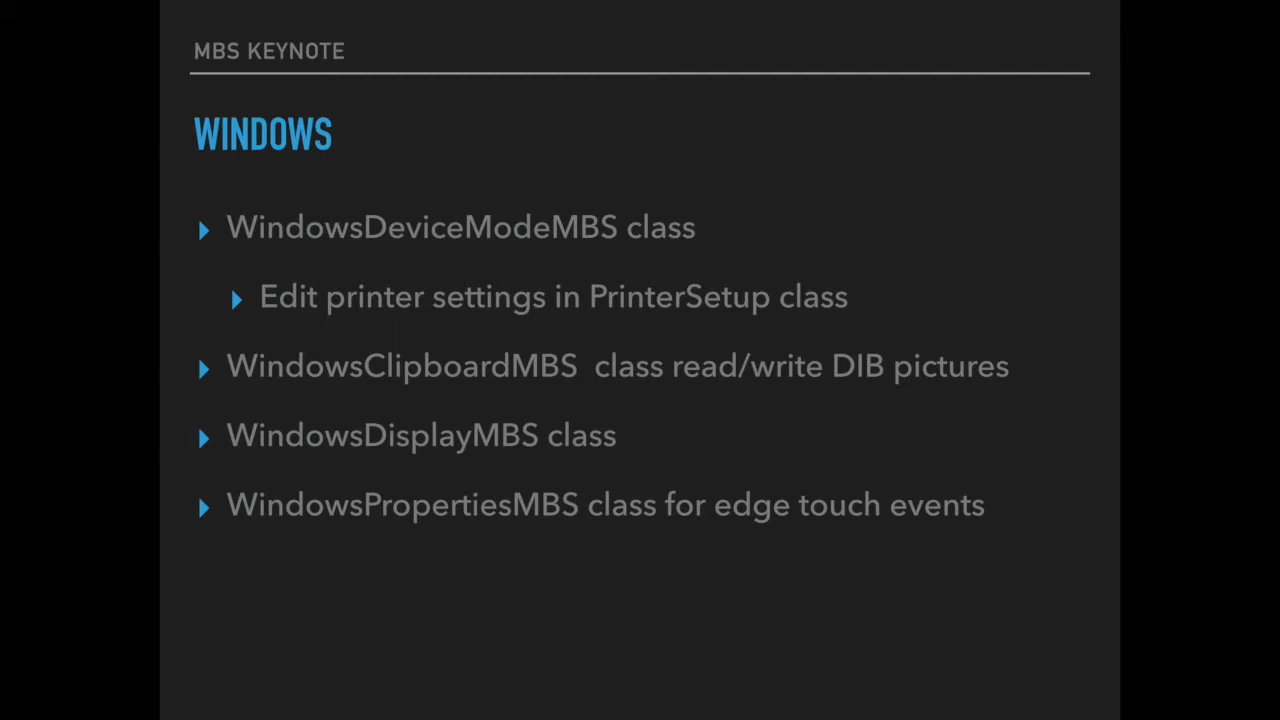 MBS KEYNOTE
WINDOWS
WindowsDeviceModeMBS class
Edit printer settings in PrinterSetup class
WindowsClipboardMBS  class read/write DIB pictures
WindowsDisplayMBS class
WindowsPropertiesMBS class for edge touch events